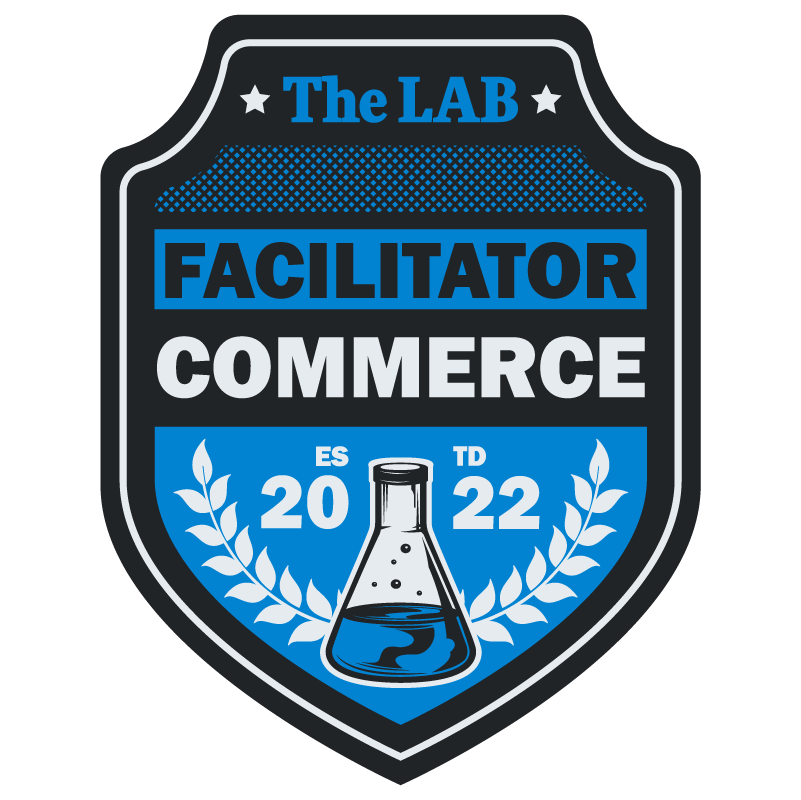 The LAB
FACILITATOR
COMMERCE
ES TD
20 22